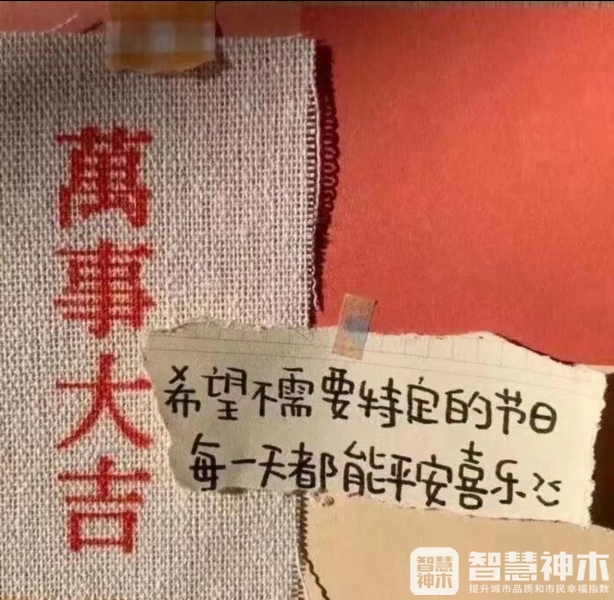 萬事大吉
希望不需要特定的节日
每一天都能平安喜乐
智慧神木
智慧神木
提升城市品质和市民幸福指数